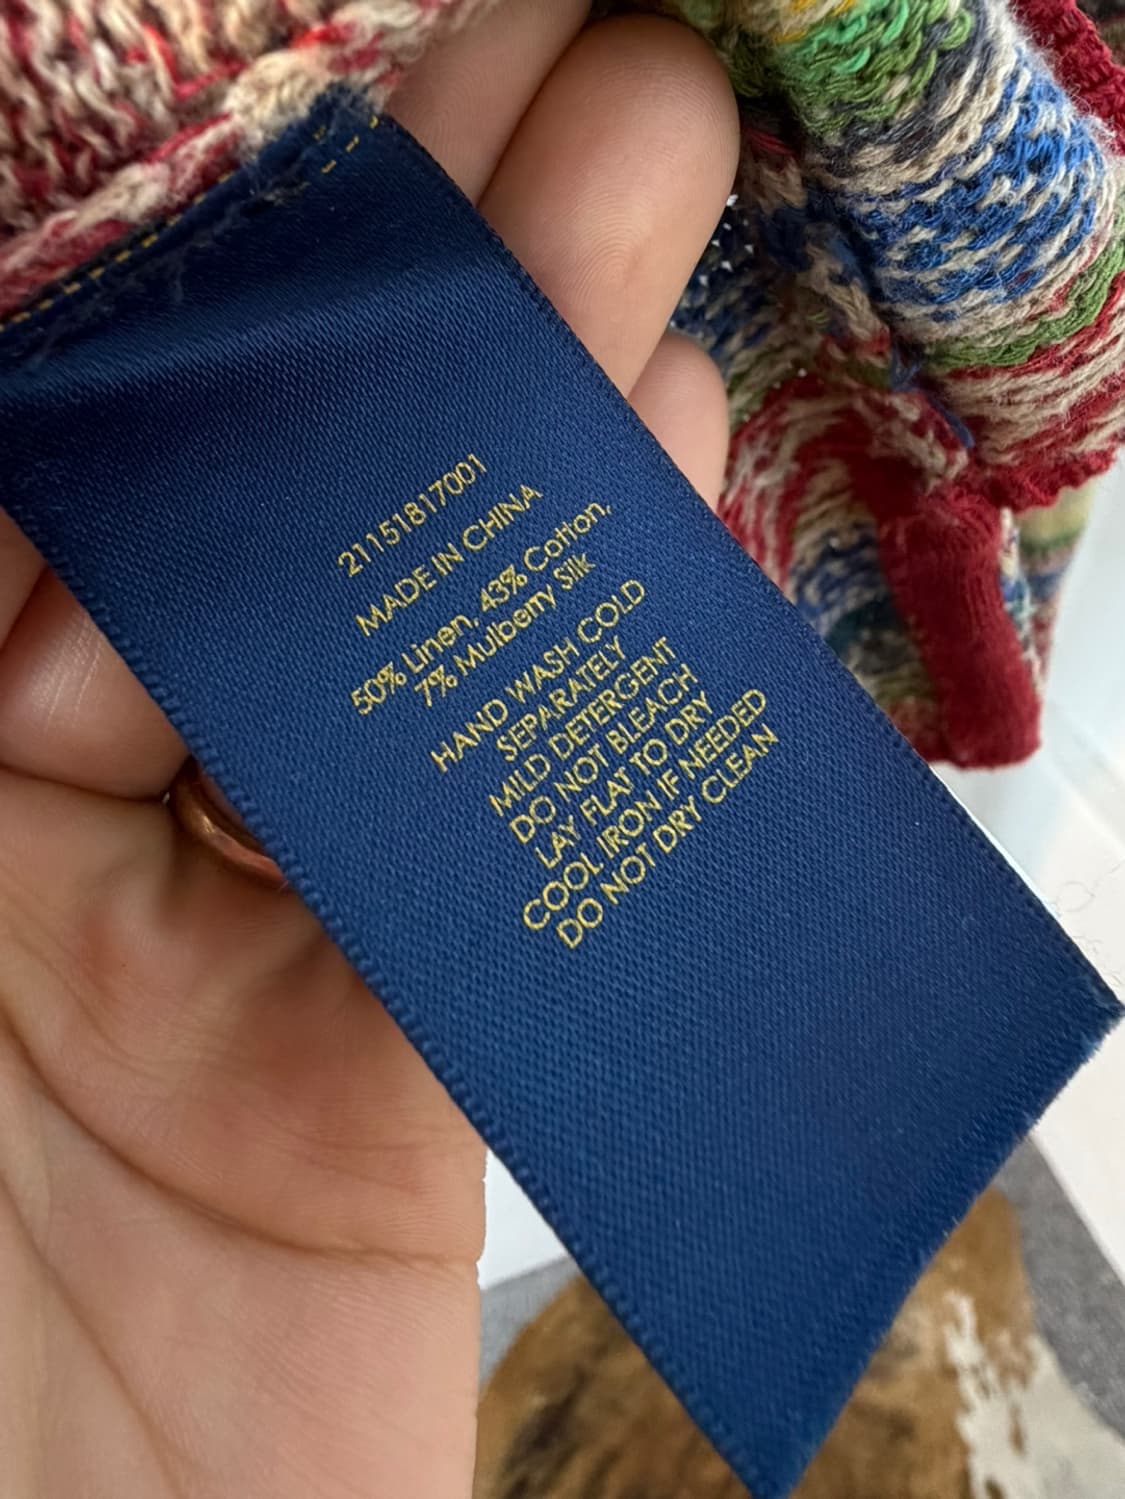 21151817001
MADE IN CHINA
50% Linen, 43% Cotton,
7% Mulberry Silk
HAND WASH COLD
SEPARATELY
MILD DETERGENT
DO NOT BLEACH
LAY FLAT TO DRY
COOL IRON IF NEEDED
DO NOT DRY CLEAN